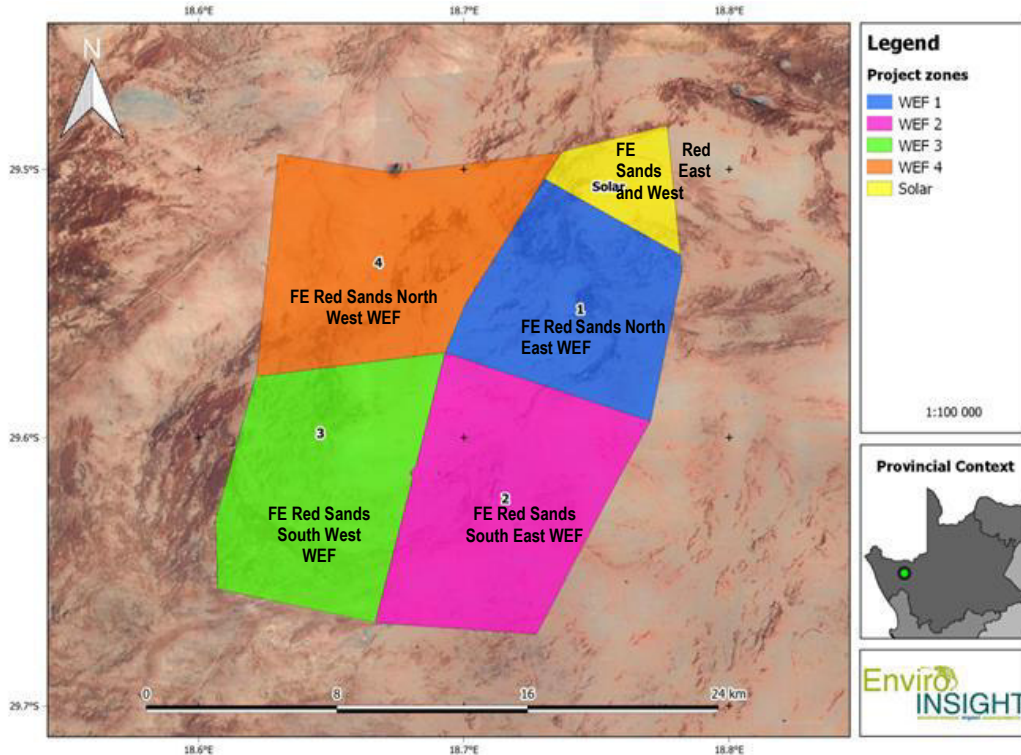 18.6°E 18.7°E 18.8°E
N
29.5°S
29.6°S
29.7°S
FE Red
Sands East
Solar
and West
4
FE Red Sands North
West WEF
1
FE Red Sands North
East WEF
3
FE Red Sands
South West
WEF
2
FE Red Sands
South East WEF
0 8 16 24 km
18.6°E 18.7°E 18.8°E
Legend
Project zones
WEF 1
WEF 2
WEF 3
WEF 4
Solar
1:100 000
Provincial Context
Enviro
INSIGHT